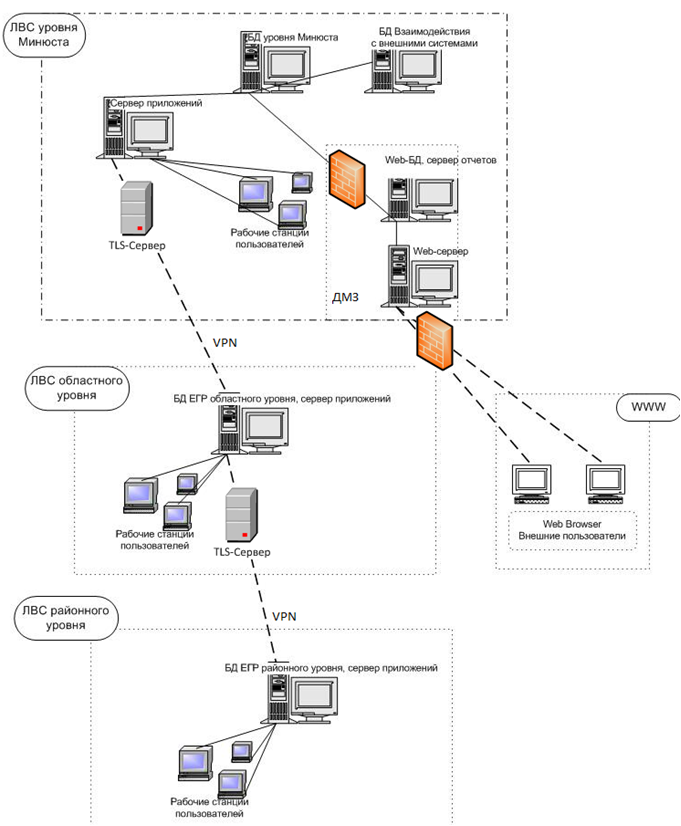 ЛВС уровня
Минюста
БД уровня Минюста
БД Взаимодействия
с внешними системами
Сервер приложений
Web-БД, сервер отчетов
TLS-Сервер
Рабочие станции
пользователей
Web-сервер
ДМЗ
VPN
ЛВС областного
уровня
БД ЕГР областного уровня, сервер приложений
WWW
Рабочие станции
пользователей
TLS-Сервер
Web Browser
Внешние пользователи
ЛВС районного
уровня
VPN
БД ЕГР районного уровня, сервер приложений
Рабочие станции
пользователей